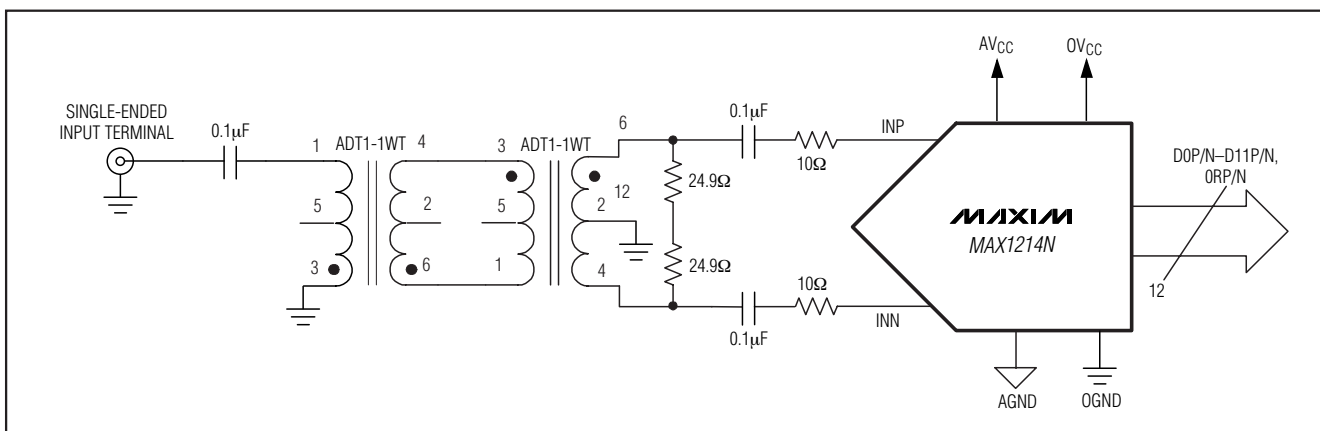 AVCC
OVCC
SINGLE-ENDED
INPUT TERMINAL
0.1μF
1
ADT1-1WT
4
3
ADT1-1WT
6
0.1μF
10Ω
INP
D0P/N–D11P/N,
0RP/N
24.9Ω
12
5
2
5
2
MAXIM
MAX1214N
3
6
1
4
24.9Ω
10Ω
12
INN
0.1μF
AGND
OGND